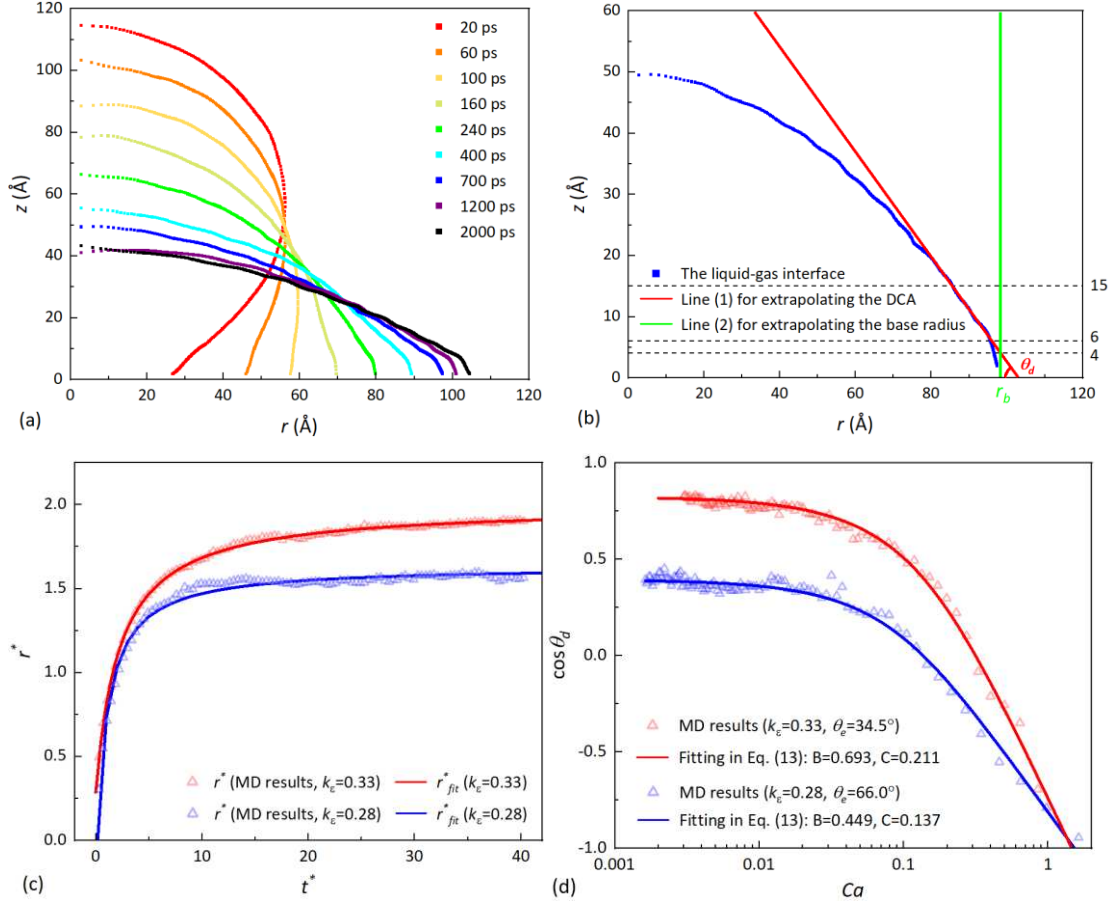 120
100
80
60
40
20
0
z (Å)
20 ps
60 ps
100 ps
160 ps
240 ps
400 ps
700 ps
1200 ps
2000 ps
0 20 40 60 80 100 120
(a)
r (Å)
60
50
40
30
20
10
0
z (Å)
The liquid-gas interface
Line (1) for extrapolating the DCA
Line (2) for extrapolating the base radius
15
6
4
θd
rb
0 20 40 60 80 100 120
(b)
r (Å)
2.0
1.5
1.0
0.5
0.0
r*
r* (MD results, kε=0.33) r*fit (kε=0.33)
r* (MD results, kε=0.28) r*fit (kε=0.28)
0 10 20 30 40
(c)
t*
1.0
0.5
0.0
-0.5
-1.0
cos θd
MD results (kε=0.33, θe=34.5°)
Fitting in Eq. (13): B=0.693, C=0.211
MD results (kε=0.28, θe=66.0°)
Fitting in Eq. (13): B=0.449, C=0.137
0.001 0.01 0.1 1
(d)
Ca